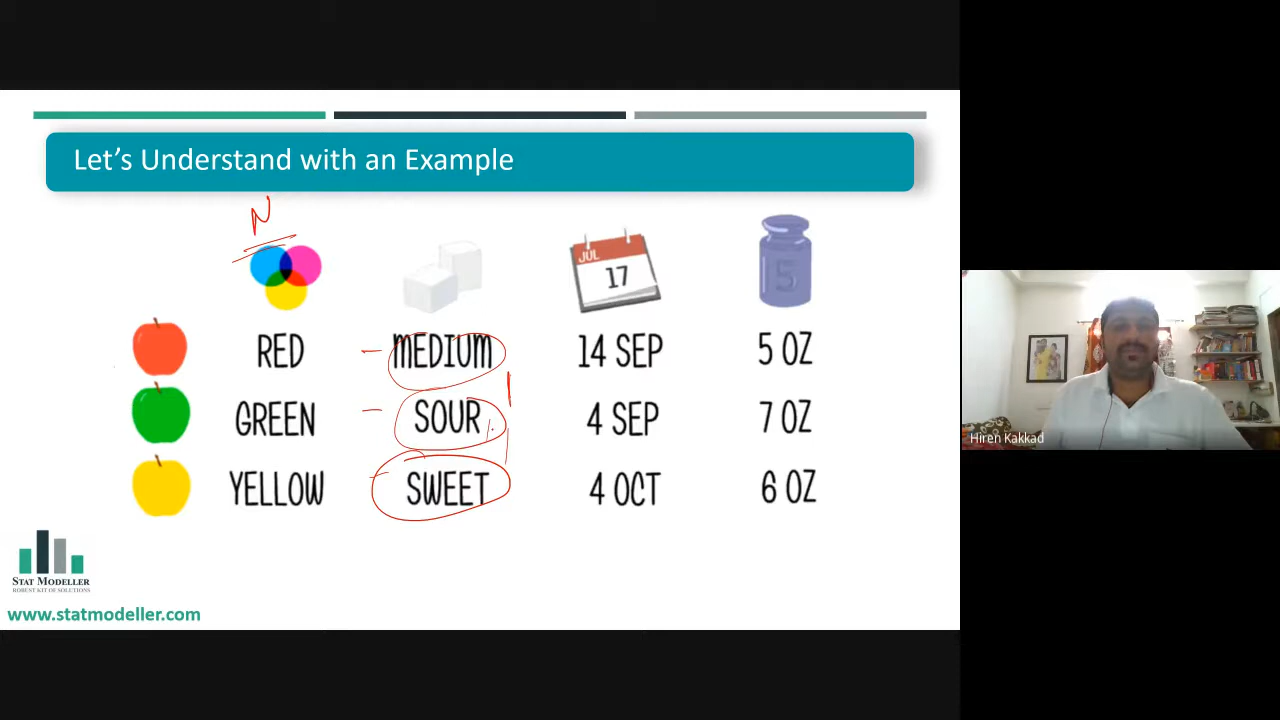 Let's Understand with an Example
N
JUL
17
5
RED MEDIUM 14 SEP 5 OZ
GREEN SOUR 4 SEP 7 OZ
YELLOW SWEET 4 OCT 6 OZ
STAT MODELLER
ROBUST KIT OF SOLUTIONS
www.statmodeller.com
Hiren Kakkad